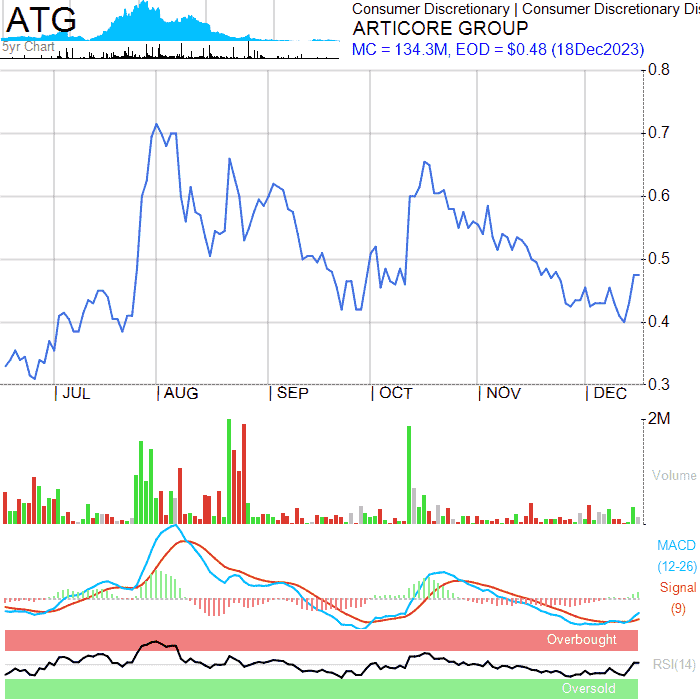 ATG
5yr Chart
Consumer Discretionary | Consumer Discretionary Dis
ARTICORE GROUP
MC = 134.3M, EOD = $0.48 (18Dec2023)
0.8
0.7
0.6
0.5
0.4
0.3
JUL AUG SEP OCT NOV DEC
2M
Volume
MACD
(12-26)
Signal
(9)
Overbought
RSI(14)
Oversold